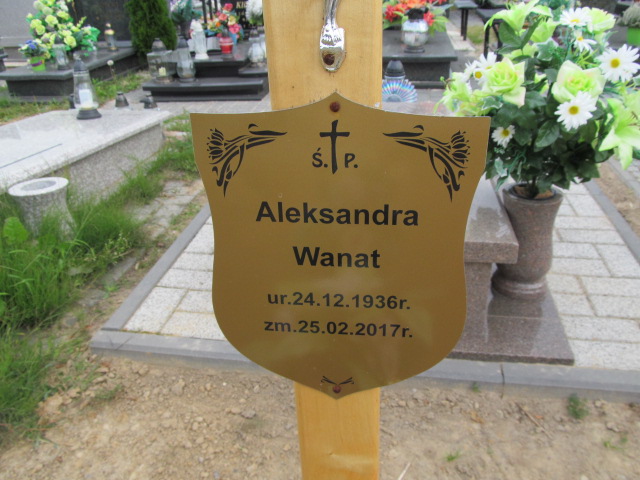 Ś. P.
Aleksandra
Wanat
ur.24.12.1936r.
zm.25.02.2017r.